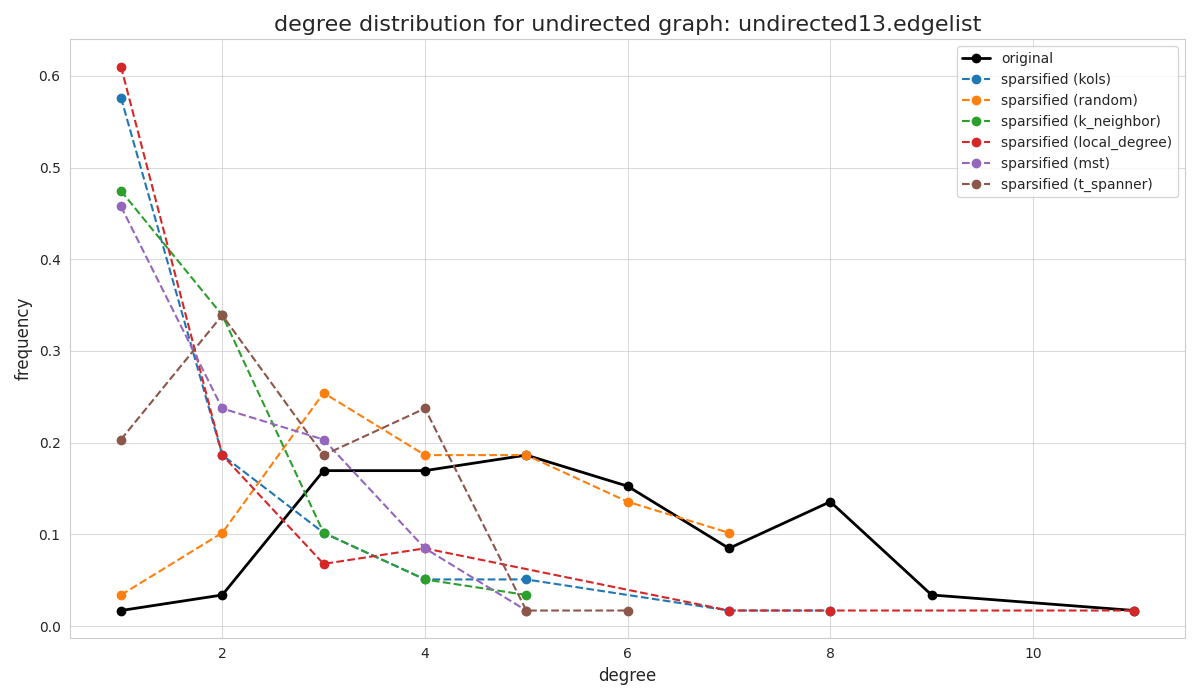 degree distribution for undirected graph: undirected13.edgelist
original
sparsified (kols)
sparsified (random)
sparsified (k_neighbor)
sparsified (local_degree)
sparsified (mst)
sparsified (t_spanner)
0.6
0.5
0.4
0.3
0.2
0.1
0.0
frequency
2
4
6
8
10
degree